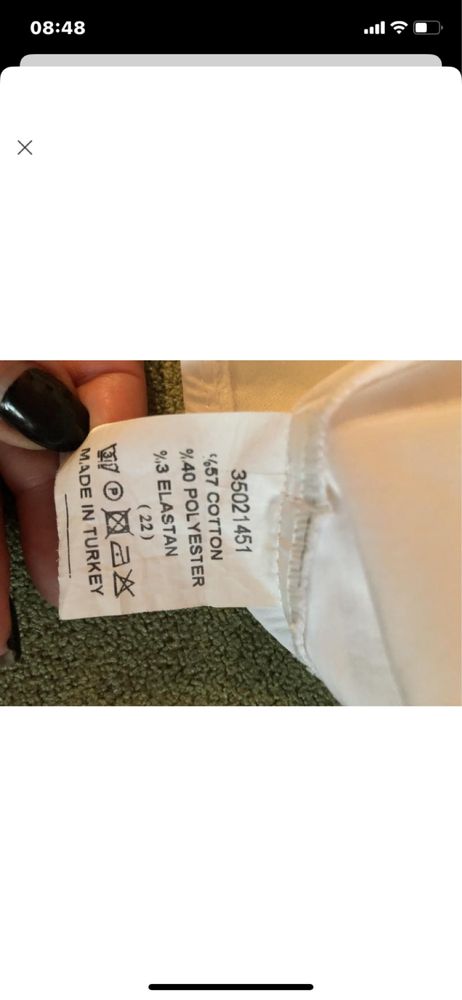 08:48
35021451
%57 COTTON
%40 POLYESTER
%3 ELASTAN
(22)
P
MADE IN TURKEY